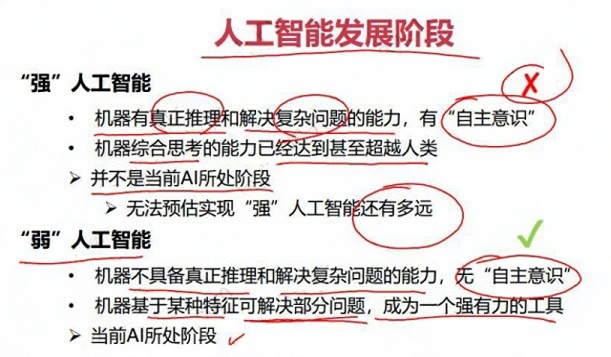 人工智能发展阶段
“强”人工智能
• 机器有真正推理和解决复杂问题的能力，有“自主意识”
• 机器综合思考的能力已经达到甚至超越人类
➢ 并不是当前AI所处阶段
➢ 无法预估实现“强”人工智能还有多远
“弱”人工智能
• 机器不具备真正推理和解决复杂问题的能力，无“自主意识”
• 机器基于某种特征可解决部分问题，成为一个强有力的工具
➢ 当前AI所处阶段